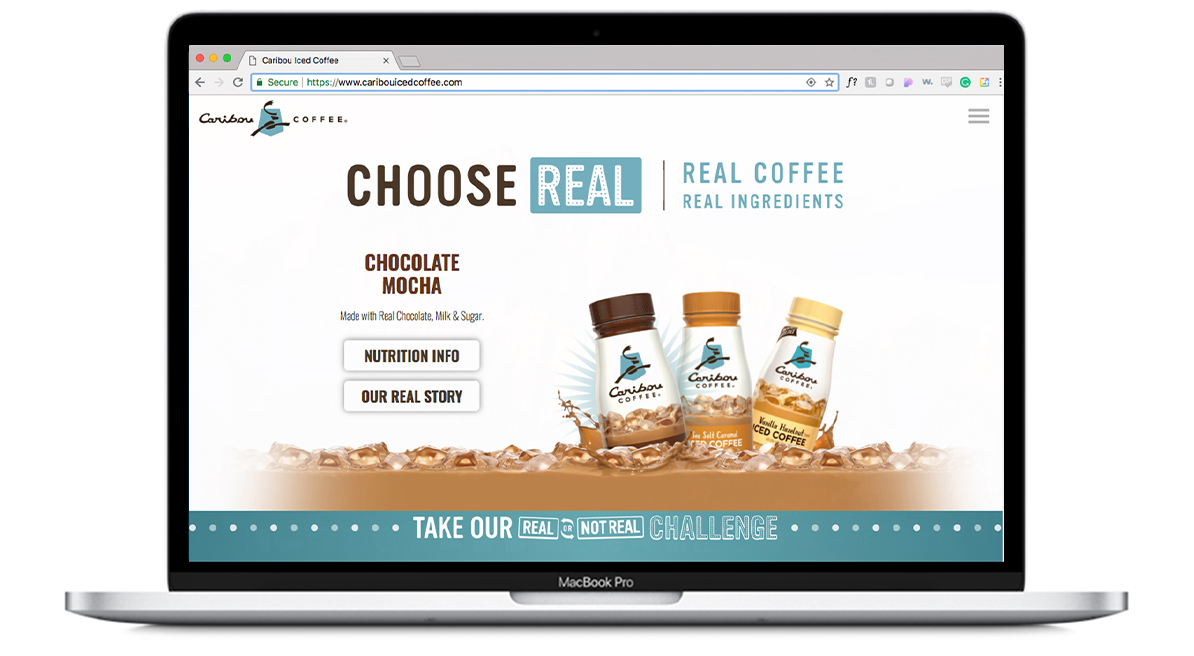 Caribou Iced Coffee
Secure | https://www.caribouicedcoffee.com
f?
w.
Caribou COFFEE®
CHOOSE REAL
REAL COFFEE
REAL INGREDIENTS
CHOCOLATE
MOCHA
Made with Real Chocolate, Milk & Sugar.
NUTRITION INFO
OUR REAL STORY
Caribou
COFFEE®
Caribou
COFFEE®
Sea Salt Caramel
ICED COFFEE
Caribou
COFFEE®
Vanilla Hazelnut
ICED COFFEE
TAKE OUR REAL OR NOT REAL CHALLENGE
MacBook Pro